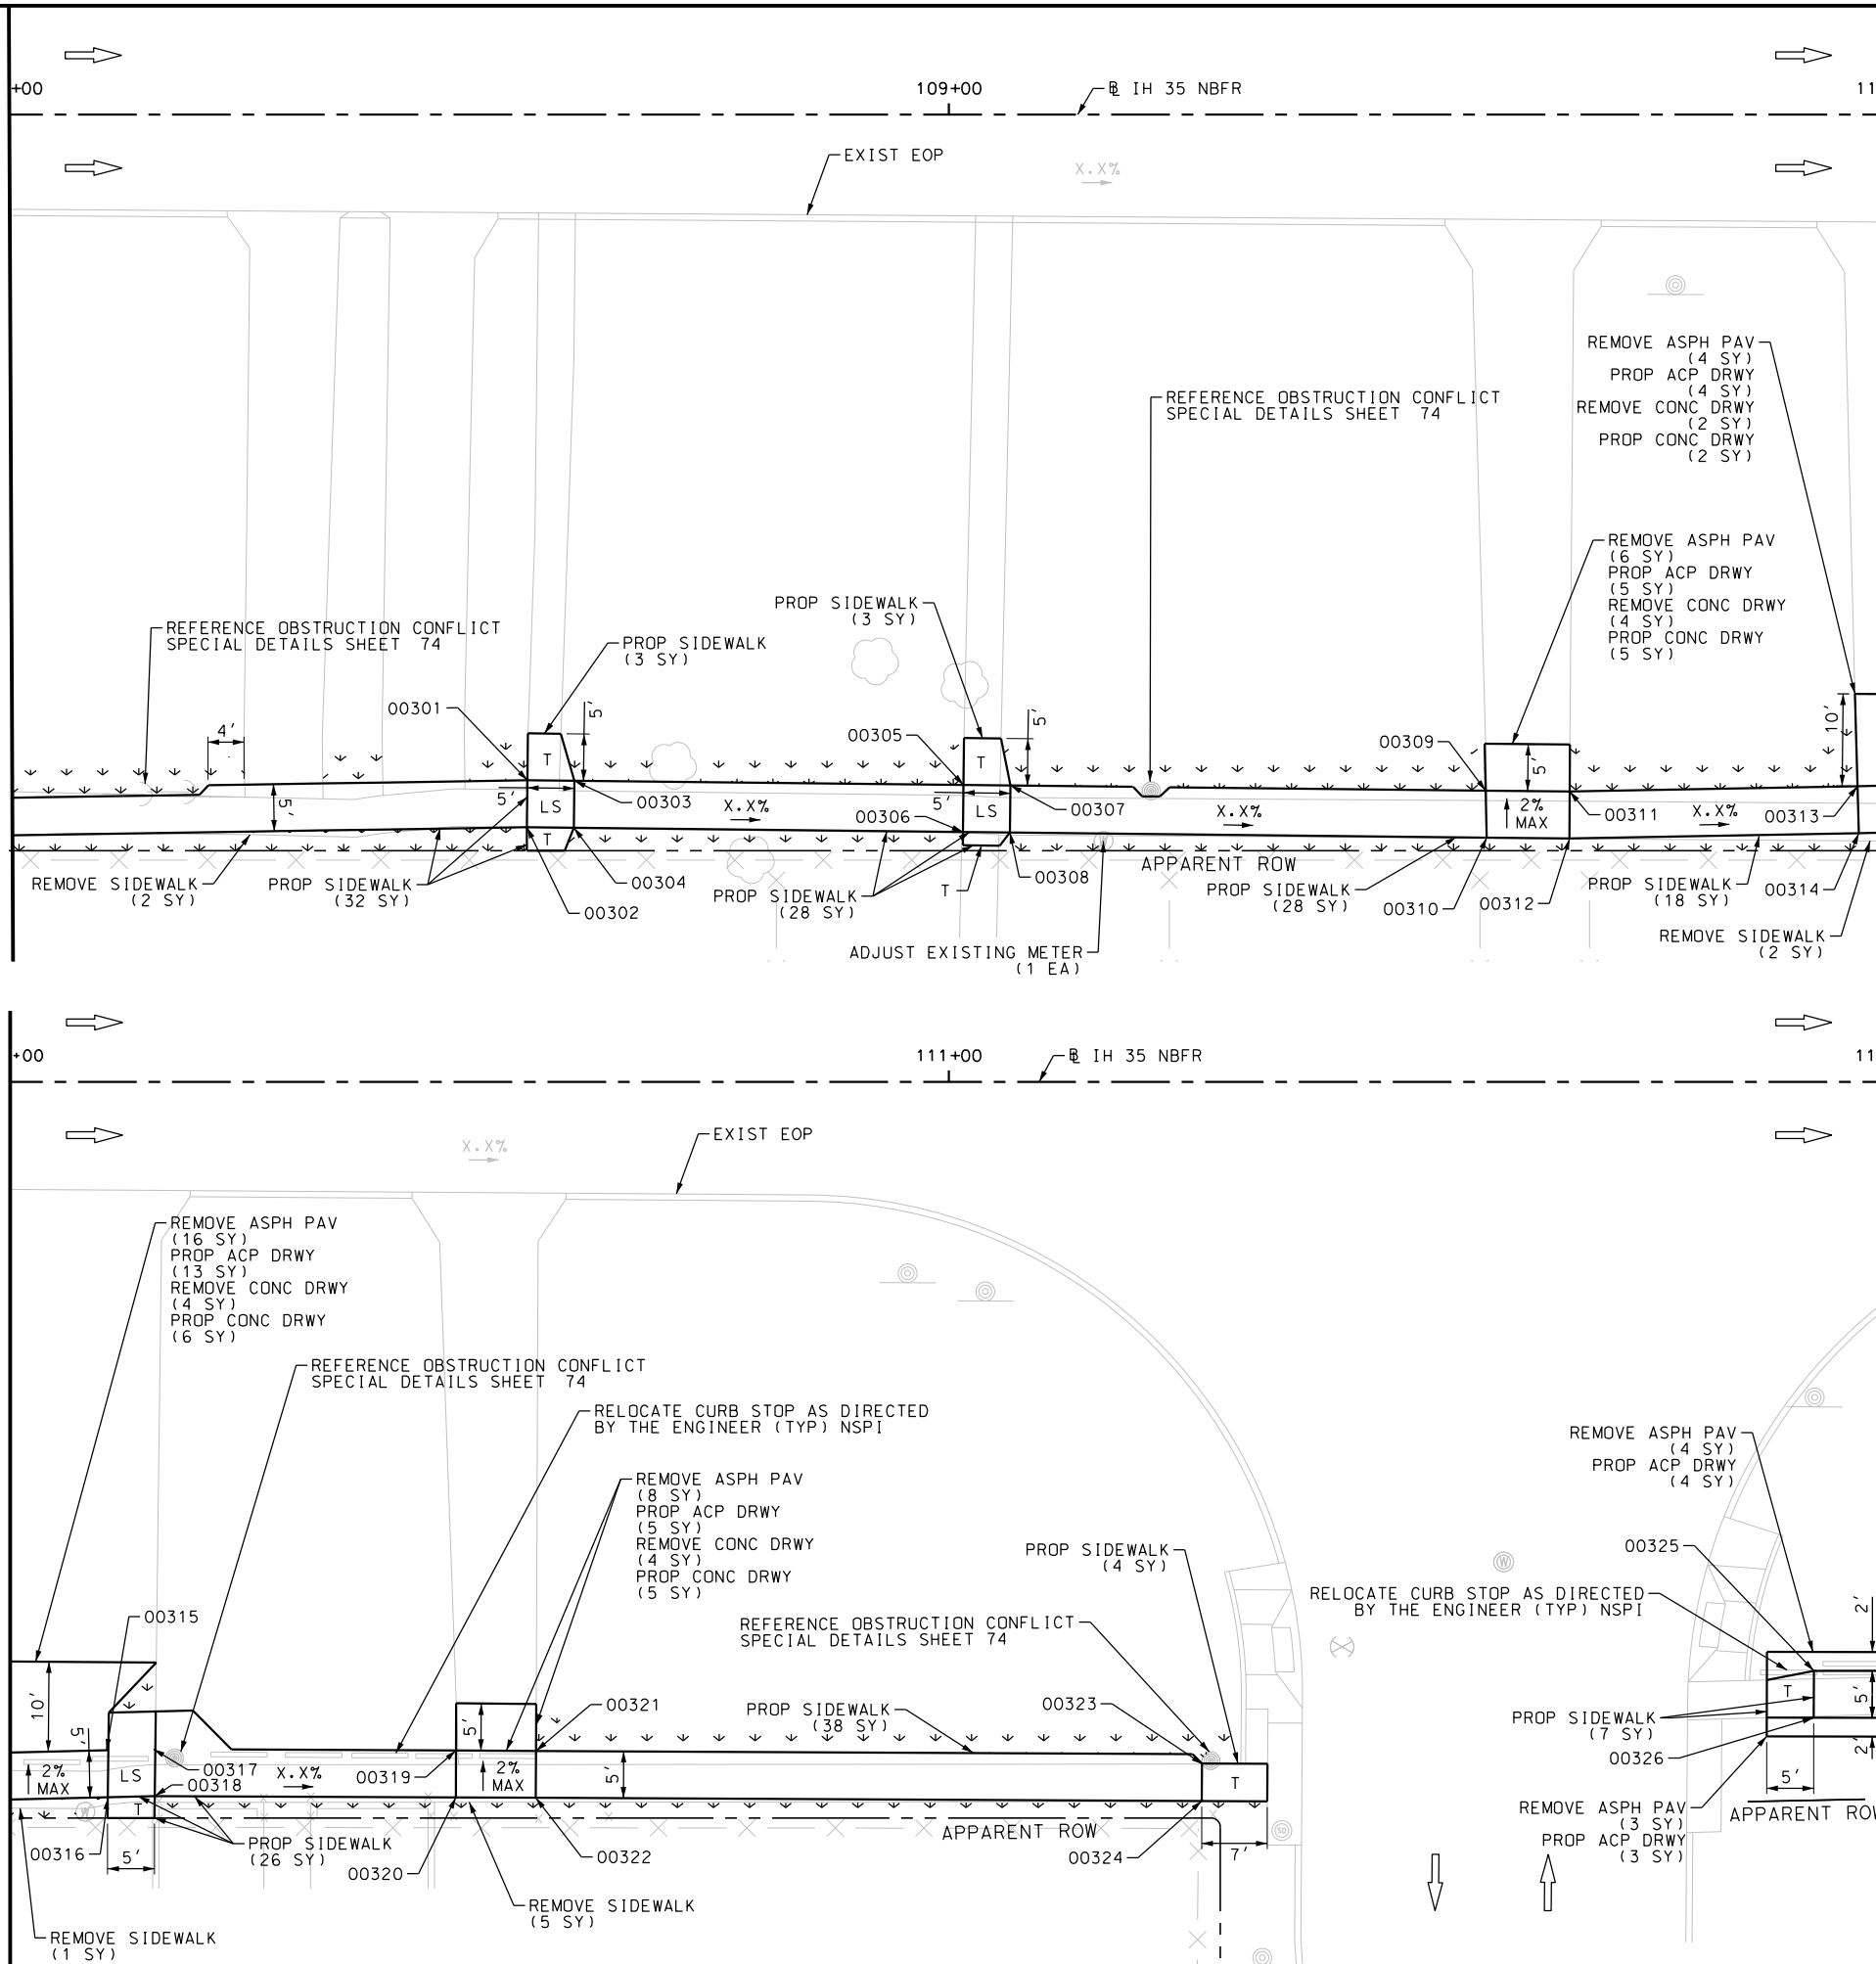 +00
109+00
B IH 35 NBFR
11
EXIST EOP
X.X%
REMOVE ASPH PAV
(4 SY)
PROP ACP DRWY
(4 SY)
REMOVE CONC DRWY
(2 SY)
PROP CONC DRWY
(2 SY)
REFERENCE OBSTRUCTION CONFLICT
SPECIAL DETAILS SHEET 74
REMOVE ASPH PAV
(6 SY)
PROP ACP DRWY
(5 SY)
REMOVE CONC DRWY
(4 SY)
PROP CONC DRWY
(5 SY)
PROP SIDEWALK
(3 SY)
REFERENCE OBSTRUCTION CONFLICT
SPECIAL DETAILS SHEET 74
PROP SIDEWALK
(3 SY)
00301
4'
5'
T
00305
T
5'
00309
10'
5'
5'
5'
LS
00303
X.X%
5'
LS
00307
00306
X.X%
2%
MAX
00311
X.X%
00313
T
APPARENT ROW
REMOVE SIDEWALK
(2 SY)
PROP SIDEWALK
(32 SY)
00304
00302
PROP SIDEWALK
(28 SY)
T
00308
PROP SIDEWALK
(28 SY)
00310
00312
PROP SIDEWALK
(18 SY)
00314
W
ADJUST EXISTING METER
(1 EA)
REMOVE SIDEWALK
(2 SY)
+00
111+00
B IH 35 NBFR
11
EXIST EOP
X.X%
REMOVE ASPH PAV
(16 SY)
PROP ACP DRWY
(13 SY)
REMOVE CONC DRWY
(4 SY)
PROP CONC DRWY
(6 SY)
REFERENCE OBSTRUCTION CONFLICT
SPECIAL DETAILS SHEET 74
RELOCATE CURB STOP AS DIRECTED
BY THE ENGINEER (TYP) NSPI
REMOVE ASPH PAV
(8 SY)
PROP ACP DRWY
(5 SY)
REMOVE CONC DRWY
(4 SY)
PROP CONC DRWY
(5 SY)
REMOVE ASPH PAV
(4 SY)
PROP ACP DRWY
(4 SY)
PROP SIDEWALK
(4 SY)
00325
W
RELOCATE CURB STOP AS DIRECTED
BY THE ENGINEER (TYP) NSPI
2'
REFERENCE OBSTRUCTION CONFLICT
SPECIAL DETAILS SHEET 74
00315
10'
5'
5'
00321
PROP SIDEWALK
(38 SY)
00323
T
5'
PROP SIDEWALK
(7 SY)
00326
2'
2%
MAX
LS
00317
00318
X.X%
00319
2%
MAX
5'
T
5'
T
W
APPARENT ROW
SD
REMOVE ASPH PAV
(3 SY)
PROP ACP DRWY
(3 SY)
APPARENT ROW
00316
5'
PROP SIDEWALK
(26 SY)
00320
00322
00324
7'
REMOVE SIDEWALK
(5 SY)
REMOVE SIDEWALK
(1 SY)